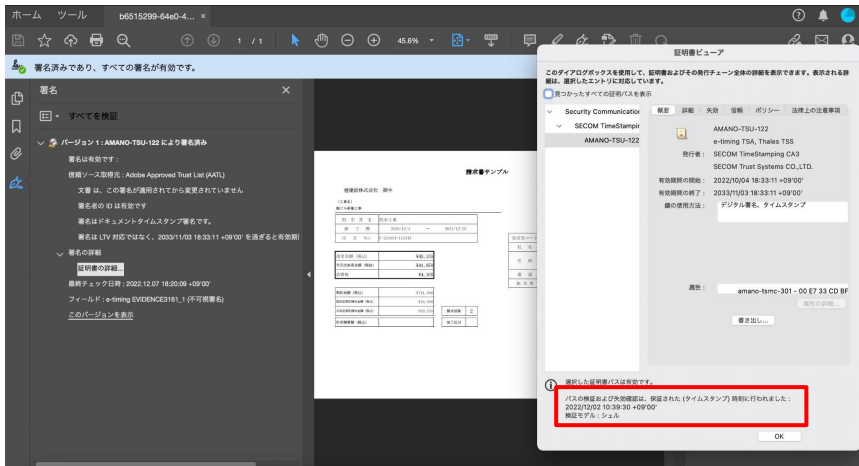 ホーム ツール b6515299-64e0-4... ×
1 / 1 45.6%
署名済みであり、すべての署名が有効です。
署名 ×
すべてを検証
バージョン 1 : AMANO-TSU-122 により署名済み
署名は有効です :
信頼ソース取得元 : Adobe Approved Trust List (AATL)
文書 は、この署名が適用されてから変更されていません
署名者の ID は有効です
署名はドキュメントタイムスタンプ署名です。
署名は LTV 対応ではなく、2033/11/03 18:33:11 +09'00' を過ぎると有効期
署名の詳細
証明書の詳細...
最終チェック日時 : 2022.12.07 18:20:09 +09'00'
フィールド : e-timing EVIDENCE3161_1 (不可視署名)
このバージョンを表示
請求書サンプル
御中
(工事名)
¥45,155
¥41,050
¥4,105
証明書ビューア
このダイアログボックスを使用して、証明書およびその発行チェーン全体の詳細を表示できます。表示される詳
細は、選択したエントリに対応しています。
見つかったすべての証明パスを表示
Security Communication
SECOM TimeStampin
AMANO-TSU-122
概要 詳細 失効 信頼 ポリシー 法律上の注意事項
AMANO-TSU-122
e-timing TSA, Thales TSS
発行者 : SECOM TimeStamping CA3
SECOM Trust Systems CO.,LTD.
有効期間の開始 : 2022/10/04 18:33:11 +09'00'
有効期間の終了 : 2033/11/03 18:33:11 +09'00'
鍵の使用方法 : デジタル署名、タイムスタンプ
属性 : amano-tsmc-301 - 00 E7 33 CD BF
属性の詳細...
書き出し...
選択した証明書パスは有効です。
パスの検証および失効確認は、保証された (タイムスタンプ) 時刻に行われました :
2022/12/02 10:39:30 +09'00'
検証モデル : シェル
OK